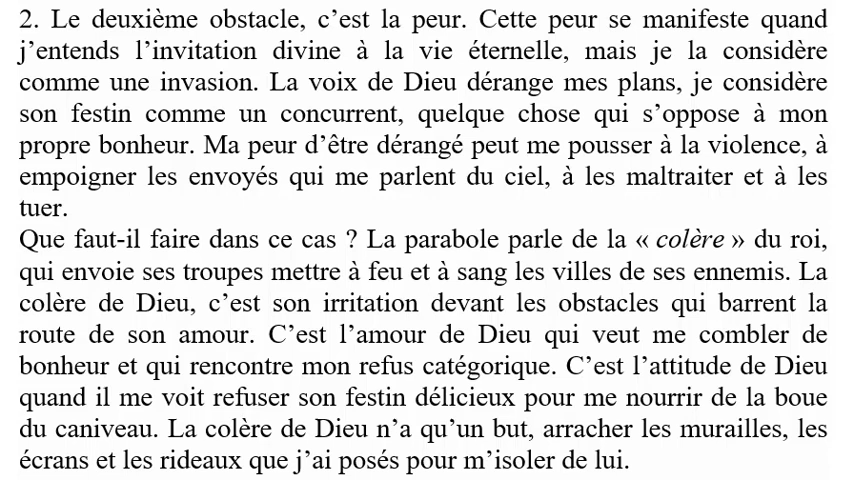 2. Le deuxième obstacle, c’est la peur. Cette peur se manifeste quand
j’entends l’invitation divine à la vie éternelle, mais je la considère
comme une invasion. La voix de Dieu dérange mes plans, je considère
son festin comme un concurrent, quelque chose qui s’oppose à mon
propre bonheur. Ma peur d’être dérangé peut me pousser à la violence, à
empoigner les envoyés qui me parlent du ciel, à les maltraiter et à les
tuer.
Que faut-il faire dans ce cas ? La parabole parle de la « colère » du roi,
qui envoie ses troupes mettre à feu et à sang les villes de ses ennemis. La
colère de Dieu, c’est son irritation devant les obstacles qui barrent la
route de son amour. C’est l’amour de Dieu qui veut me combler de
bonheur et qui rencontre mon refus catégorique. C’est l’attitude de Dieu
quand il me voit refuser son festin délicieux pour me nourrir de la boue
du caniveau. La colère de Dieu n’a qu’un but, arracher les murailles, les
écrans et les rideaux que j’ai posés pour m’isoler de lui.